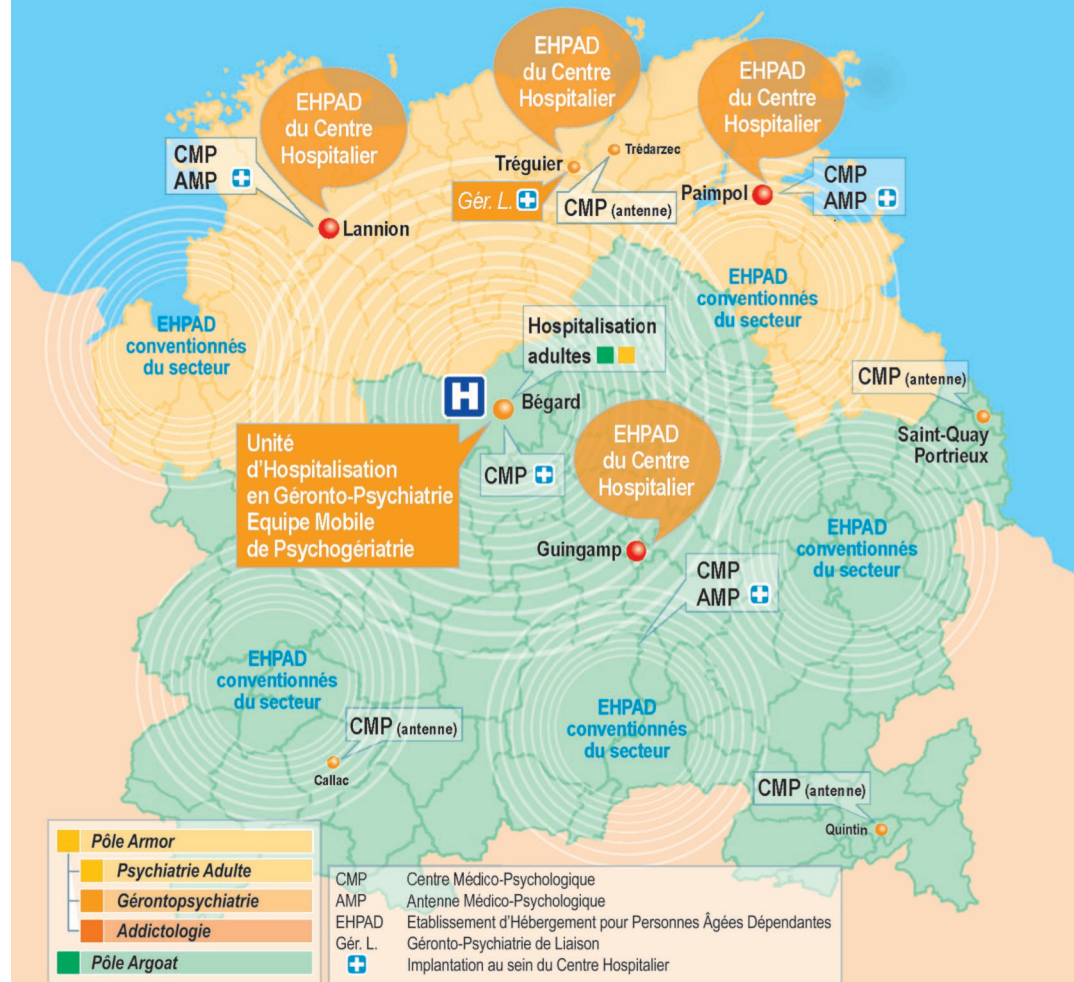 EHPAD
du Centre
Hospitalier
EHPAD
du Centre
Hospitalier
EHPAD
du Centre
Hospitalier
CMP
AMP
Lannion
Tréguier
Trédarzec
Gér. L.
CMP (antenne)
Paimpol
CMP
AMP
EHPAD
conventionnés
du secteur
EHPAD
conventionnés
du secteur
Hospitalisation
adultes
H
Bégard
CMP (antenne)
Saint-Quay
Portrieux
Unité
d'Hospitalisation
en Géronto-Psychiatrie
Equipe Mobile
de Psychogériatrie
CMP
EHPAD
du Centre
Hospitalier
Guingamp
CMP
AMP
EHPAD
conventionnés
du secteur
EHPAD
conventionnés
du secteur
EHPAD
conventionnés
du secteur
CMP (antenne)
Callac
CMP (antenne)
Quintin
Pôle Armor
Psychiatrie Adulte
Gérontopsychiatrie
Addictologie
Pôle Argoat
CMP Centre Médico-Psychologique
AMP Antenne Médico-Psychologique
EHPAD Etablissement d'Hébergement pour Personnes Âgées Dépendantes
Gér. L. Géronto-Psychiatrie de Liaison
Implantation au sein du Centre Hospitalier